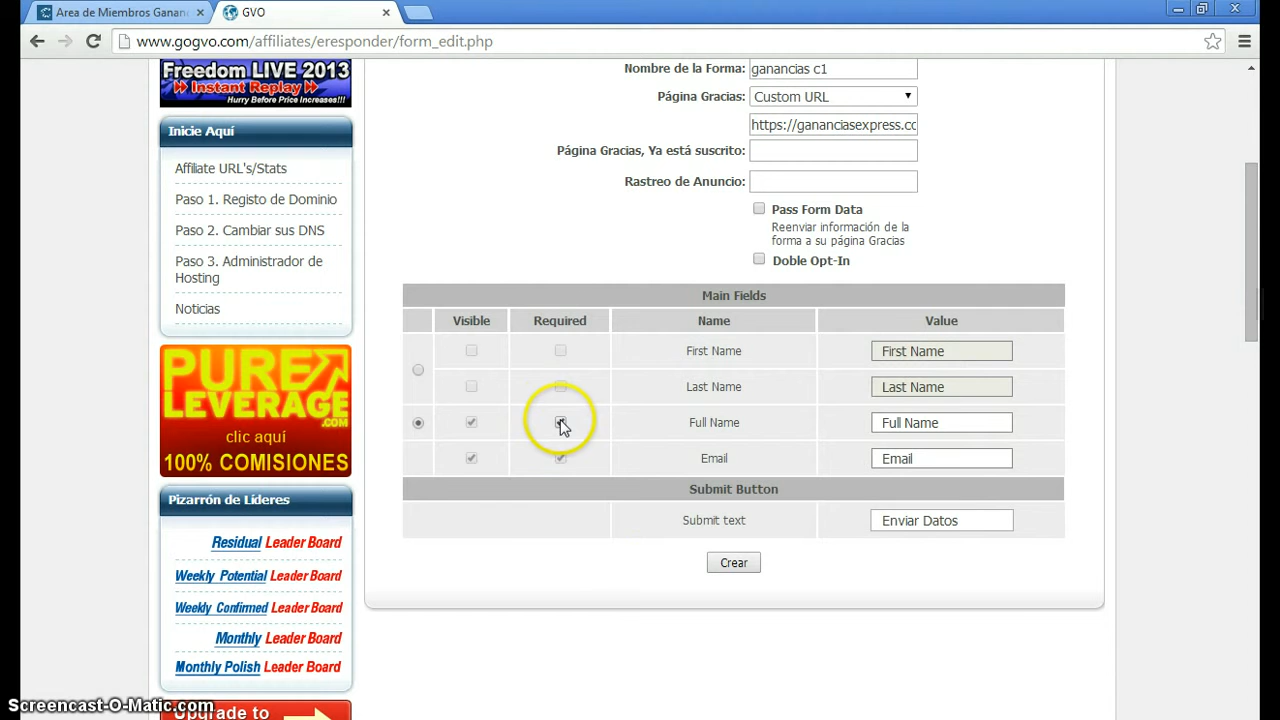 Area de Miembros Ganan
GVO
www.gogvo.com/affiliates/eresponder/form_edit.php
Freedom LIVE 2013
Instant Replay
Hurry Before Price Increases!!!
Inicie Aquí
Affiliate URL's/Stats
Paso 1. Registo de Dominio
Paso 2. Cambiar sus DNS
Paso 3. Administrador de
Hosting
Noticias
PURE
LEVERAGE
.COM
clic aquí
100% COMISIONES
Pizarrón de Líderes
Residual Leader Board
Weekly Potential Leader Board
Weekly Confirmed Leader Board
Monthly Leader Board
Monthly Polish Leader Board
Upgrade to
Nombre de la Forma: ganancias c1
Página Gracias: Custom URL
https://gananciasexpress.cc
Página Gracias, Ya está suscrito:
Rastreo de Anuncio:
Pass Form Data
Reenviar información de la
forma a su página Gracias
Doble Opt-In
Main Fields
Visible Required Name Value
First Name First Name
Last Name Last Name
Full Name Full Name
Email Email
Submit Button
Submit text Enviar Datos
Crear
Screencast-O-Matic.com